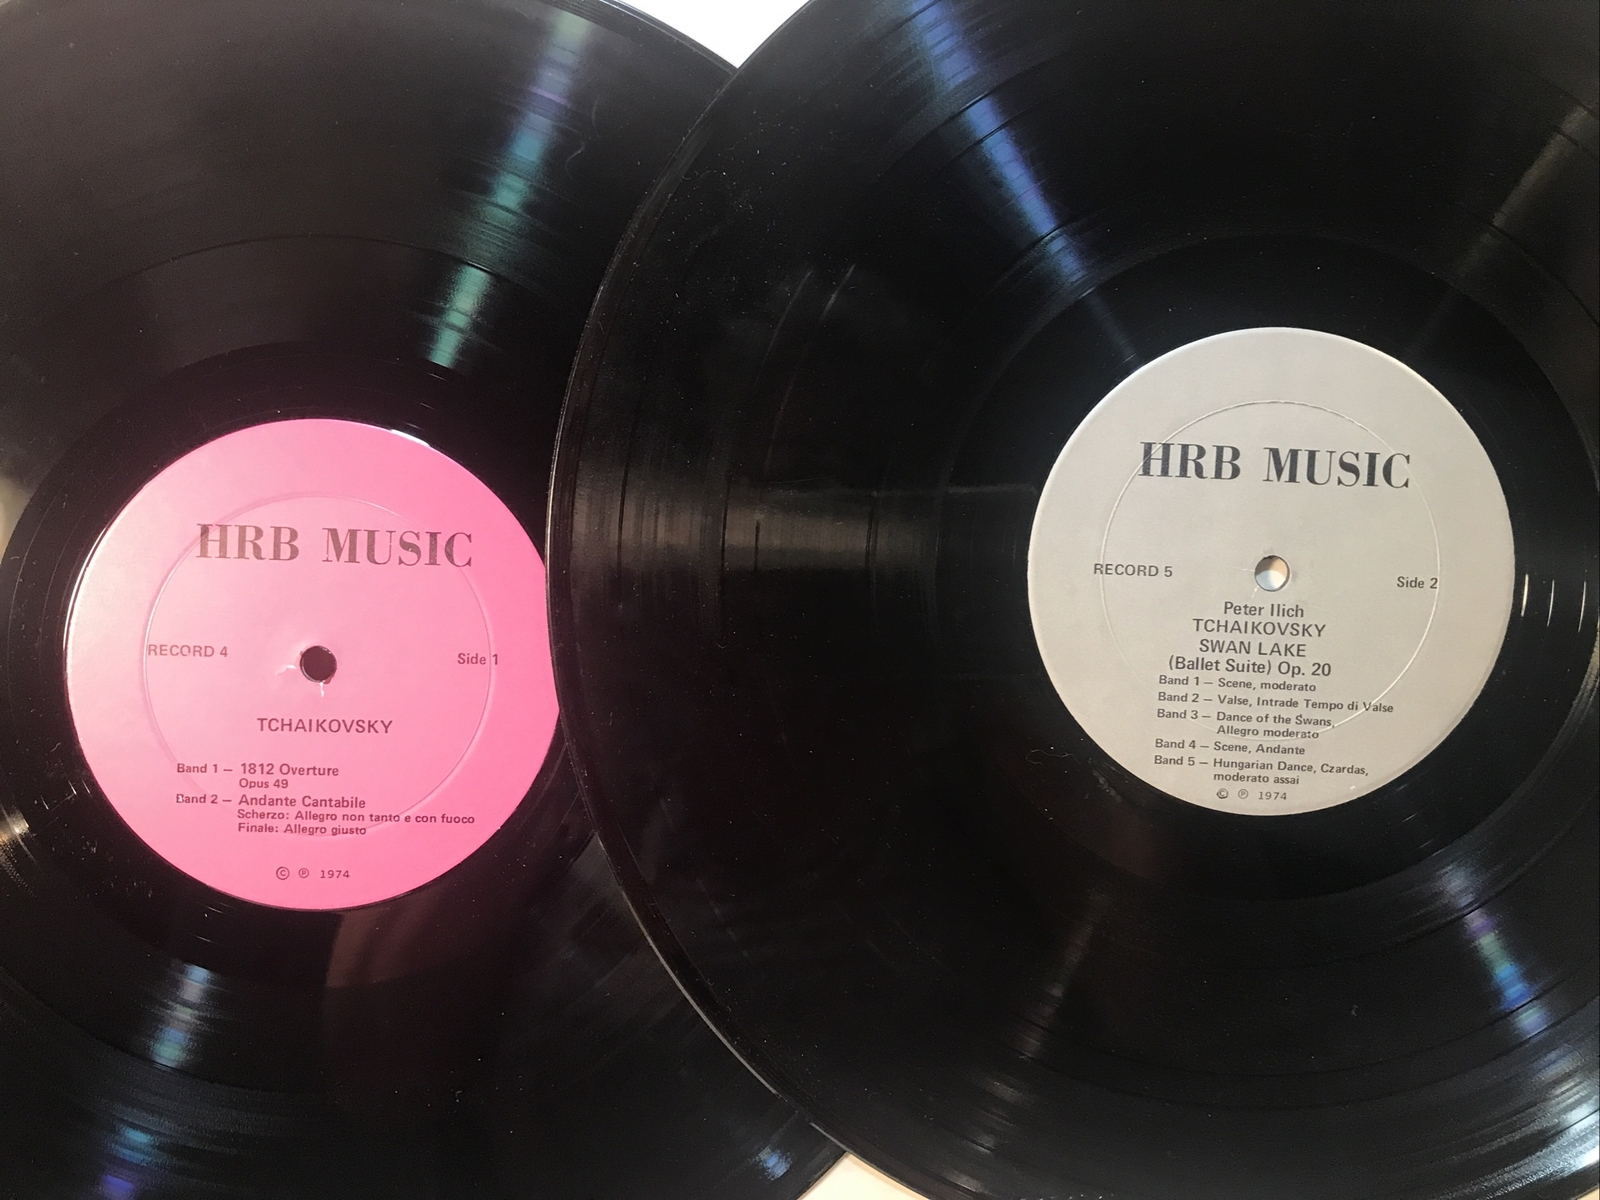 HRB MUSIC
RECORD 4
Side 1
TCHAIKOVSKY
Band 1 — 1812 Overture
Opus 49
Band 2 — Andante Cantabile
Scherzo: Allegro non tanto e con fuoco
Finale: Allegro giusto
© ℗ 1974
HRB MUSIC
RECORD 5
Side 2
Peter Ilich
TCHAIKOVSKY
SWAN LAKE
(Ballet Suite) Op. 20
Band 1 — Scene, moderato
Band 2 — Valse, Intrade Tempo di Valse
Band 3 — Dance of the Swans,
Allegro moderato
Band 4 — Scene, Andante
Band 5 — Hungarian Dance, Czardas,
moderato assai
© ℗ 1974